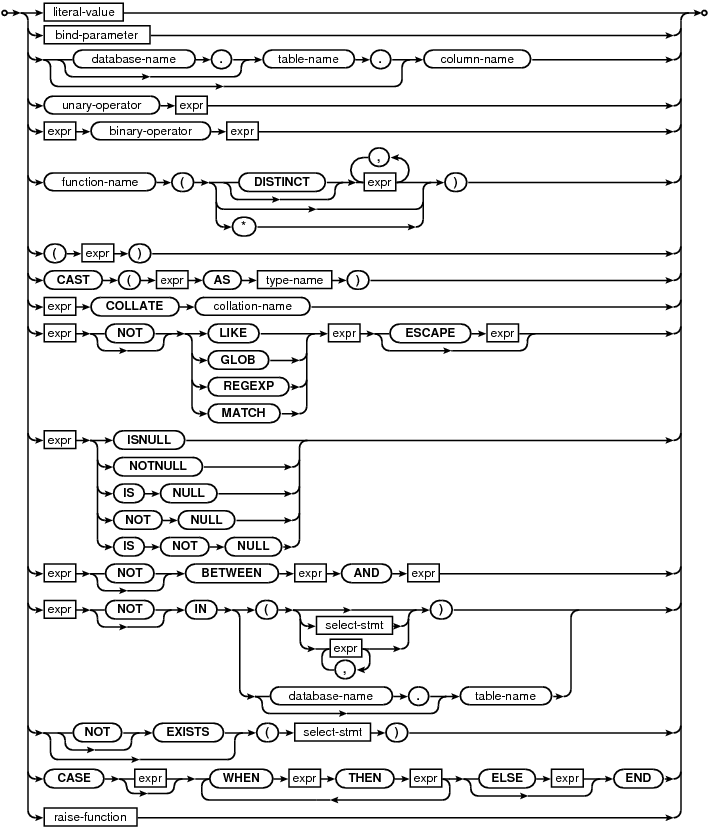 literal-value
bind-parameter
database-name . table-name . column-name
unary-operator expr
expr binary-operator expr
,
function-name ( DISTINCT expr )
*
( expr )
CAST ( expr AS type-name )
expr COLLATE collation-name
expr NOT LIKE expr ESCAPE expr
GLOB
REGEXP
MATCH
expr ISNULL
NOTNULL
IS NULL
NOT NULL
IS NOT NULL
expr NOT BETWEEN expr AND expr
expr NOT IN ( )
select-stmt
expr
,
database-name . table-name
NOT EXISTS ( select-stmt )
CASE expr WHEN expr THEN expr ELSE expr END
raise-function